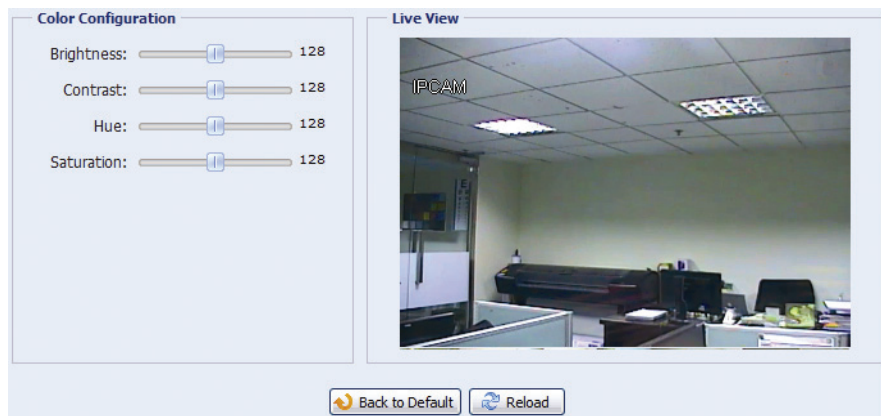 Color Configuration
Brightness: 128
Contrast: 128
Hue: 128
Saturation: 128
Live View
IPCAM
Back to Default
Reload